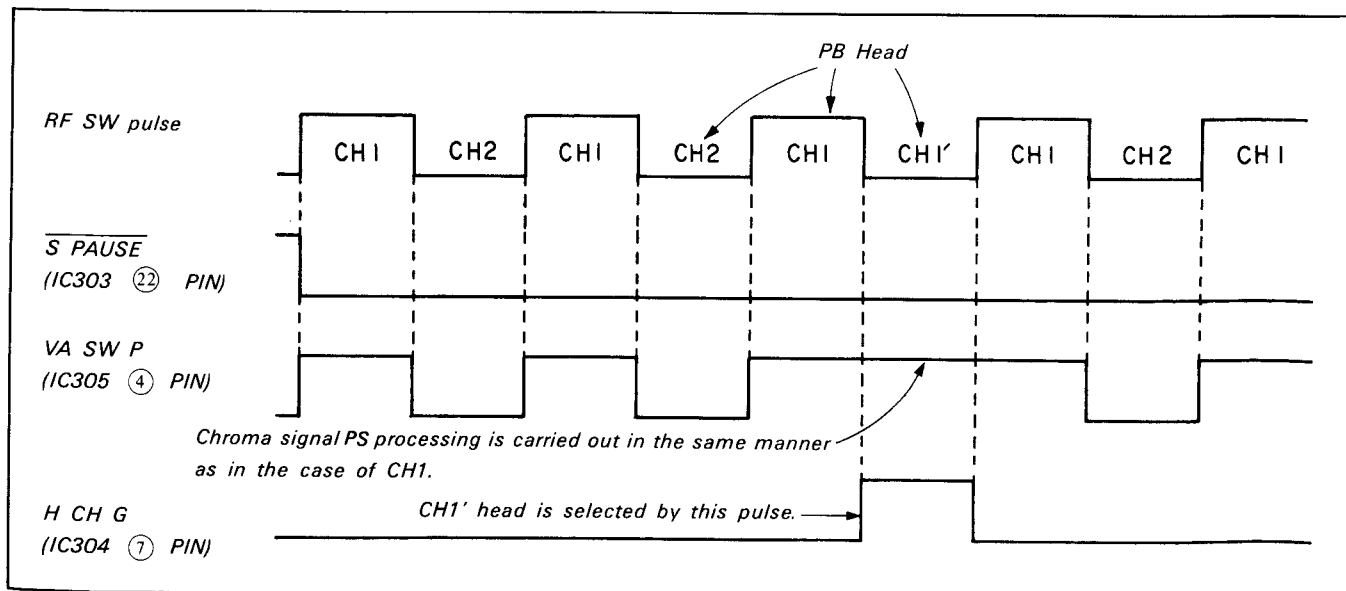 PB Head
RF SW pulse
CH1 CH2 CH1 CH2 CH1 CH1′ CH1 CH2 CH1
S PAUSE
(IC303 ㉒ PIN)
VA SW P
(IC305 ④ PIN)
Chroma signal PS processing is carried out in the same manner
as in the case of CH1.
H CH G
(IC304 ⑦ PIN)
CH1′ head is selected by this pulse.